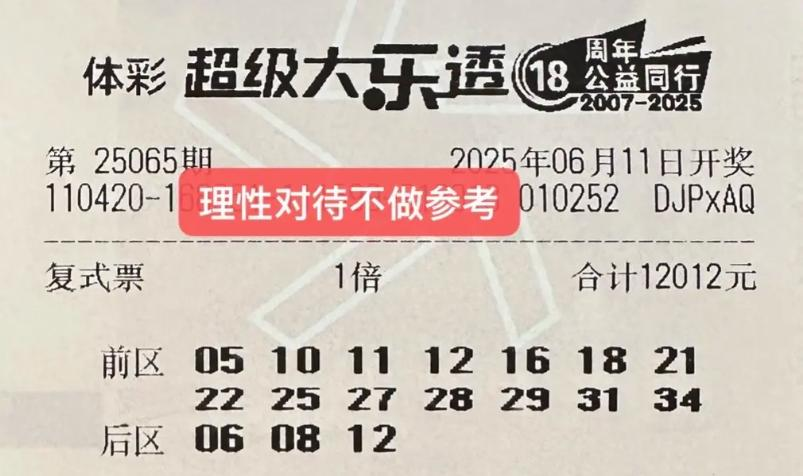 体彩 超级大乐透 18 周年 公益同行 2007-2025
第 25065期 2025年06月11日开奖
110420-16 010252 DJPxAQ
理性对待不做参考
复式票 1倍 合计12012元
前区 05 10 11 12 16 18 21
22 25 27 28 29 31 34
后区 06 08 12